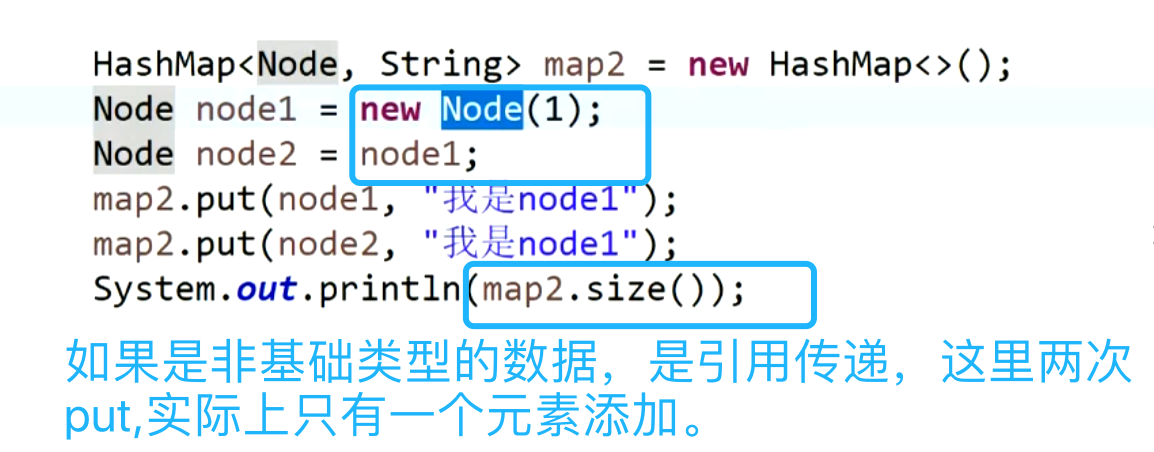 HashMap<Node, String> map2 = new HashMap<>();
Node node1 = new Node(1);
Node node2 = node1;
map2.put(node1, "我是node1");
map2.put(node2, "我是node1");
System.out.println(map2.size());
如果是非基础类型的数据，是引用传递，这里两次
put,实际上只有一个元素添加。